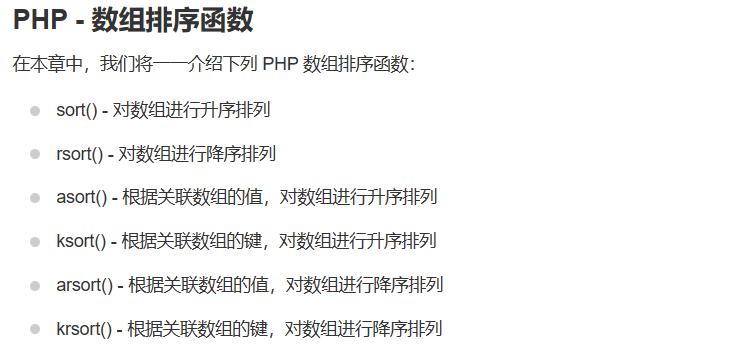 PHP - 数组排序函数
在本章中，我们将一一介绍下列 PHP 数组排序函数：
sort() - 对数组进行升序排列
rsort() - 对数组进行降序排列
asort() - 根据关联数组的值，对数组进行升序排列
ksort() - 根据关联数组的键，对数组进行升序排列
arsort() - 根据关联数组的值，对数组进行降序排列
krsort() - 根据关联数组的键，对数组进行降序排列